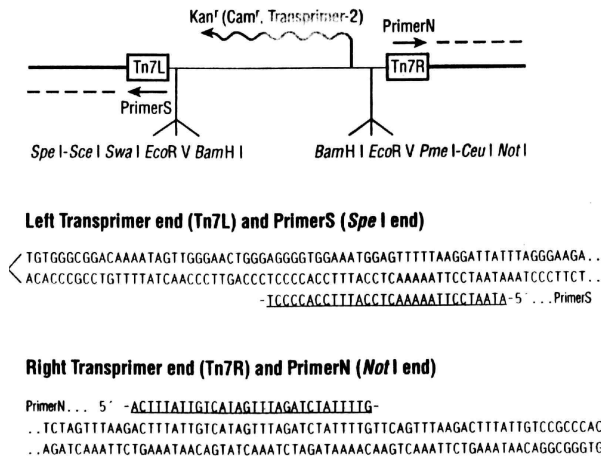 Kanʳ (Camʳ, Transprimer-2)
PrimerN
Tn7L
Tn7R
PrimerS
Spe I-Sce I Swa I EcoR V BamH I
BamH I EcoR V Pme I-Ceu I Not I
Left Transprimer end (Tn7L) and PrimerS (Spe I end)
TGTGGGCGGACAAAATAGTTGGGAACTGGGAGGGGTGGAAATGGAGTTTTTAAGGATTATTTAGGGAAGA..
ACACCCGCCTGTTTTATCAACCCTTGACCCTCCCCACCTTTACCTCAAAAATTCCTAATAAATCCCTTCT..
-TCCCCACCTTTACCTCAAAAATTCCTAATA-5´...PrimerS
Right Transprimer end (Tn7R) and PrimerN (Not I end)
PrimerN... 5´ -ACTTTATTGTCATAGTTTAGATCTATTTTG-
..TCTAGTTTAAGACTTTATTGTCATAGTTTAGATCTATTTTGTTCAGTTTAAGACTTTATTGTCCGCCCAC
..AGATCAAATTCTGAAATAACAGTATCAAATCTAGATAAAACAAGTCAAATTCTGAAATAACAGGCGGGTG